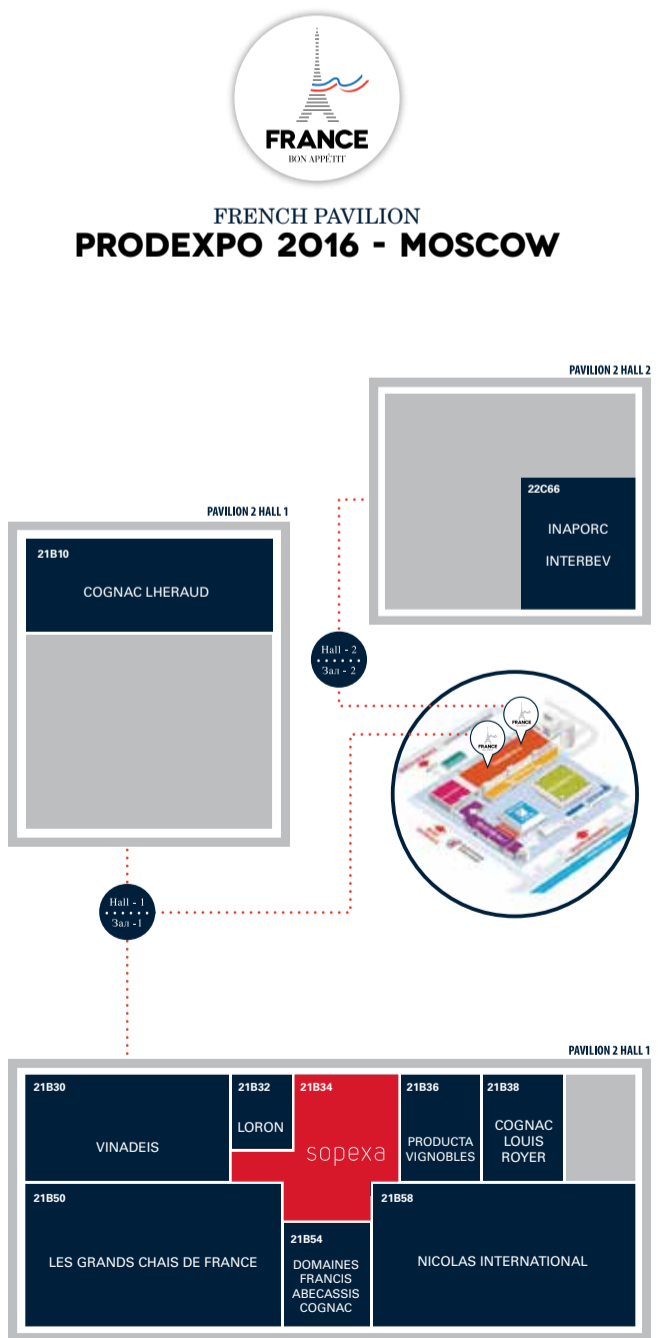 FRANCE
BON APPÉTIT
FRENCH PAVILION
PRODEXPO 2016 - MOSCOW
PAVILION 2 HALL 2
22C66
INAPORC
INTERBEV
PAVILION 2 HALL 1
21B10
COGNAC LHERAUD
Hall - 2
Зал - 2
FRANCE
FRANCE
Hall - 1
Зал -1
PAVILION 2 HALL 1
21B30
VINADEIS
21B32
LORON
21B34
sopexa
21B36
PRODUCTA
VIGNOBLES
21B38
COGNAC
LOUIS
ROYER
21B50
LES GRANDS CHAIS DE FRANCE
21B54
DOMAINES
FRANCIS
ABECASSIS
COGNAC
21B58
NICOLAS INTERNATIONAL